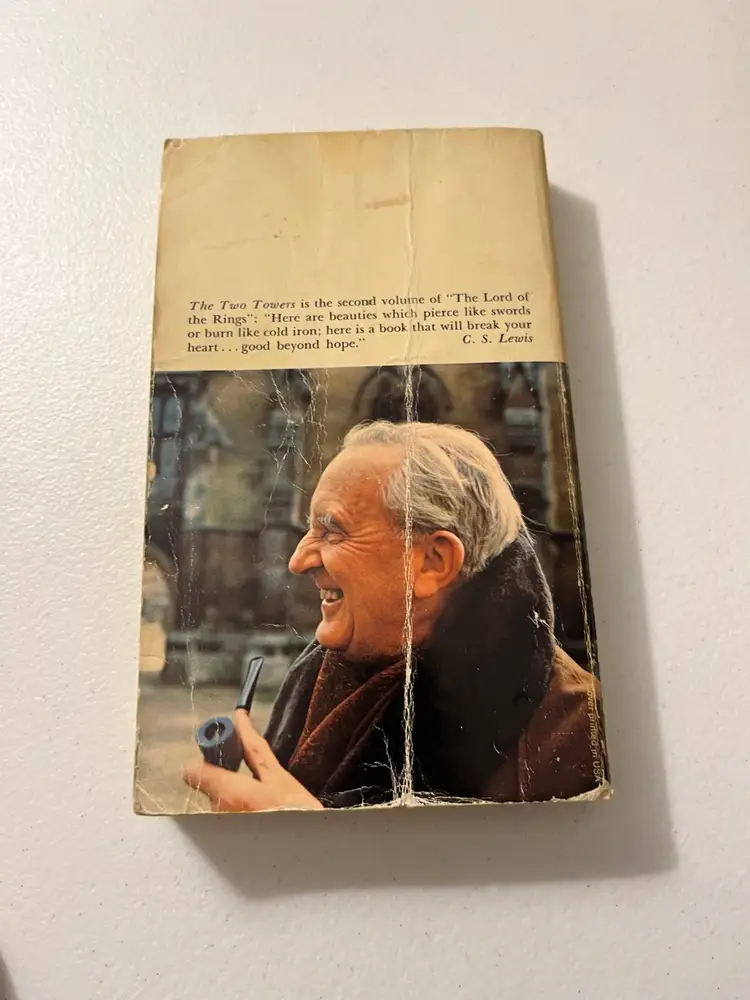 The Two Towers is the second volume of "The Lord of
the Rings": "Here are beauties which pierce like swords
or burn like cold iron; here is a book that will break your
heart . . . good beyond hope." C. S. Lewis
Cover printed in USA